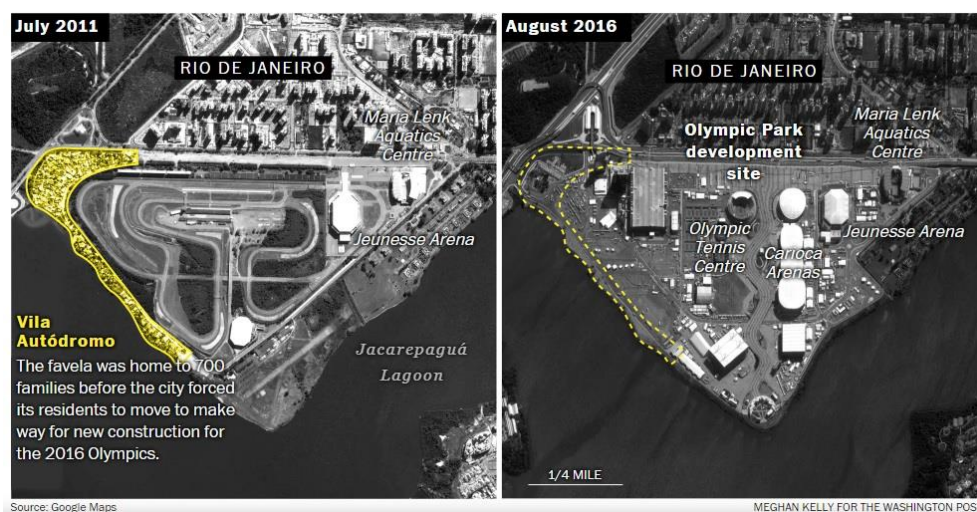 July 2011
RIO DE JANEIRO
Maria Lenk
Aquatics
Centre
Jeunesse Arena
Vila
Autódromo
The favela was home to 700
families before the city forced
its residents to move to make
way for new construction for
the 2016 Olympics.
Jacarepaguá
Lagoon
Source: Google Maps
August 2016
RIO DE JANEIRO
Olympic Park
development
site
Maria Lenk
Aquatics
Centre
Olympic
Tennis
Centre
Carioca
Arenas
Jeunesse Arena
1/4 MILE
MEGHAN KELLY FOR THE WASHINGTON POS